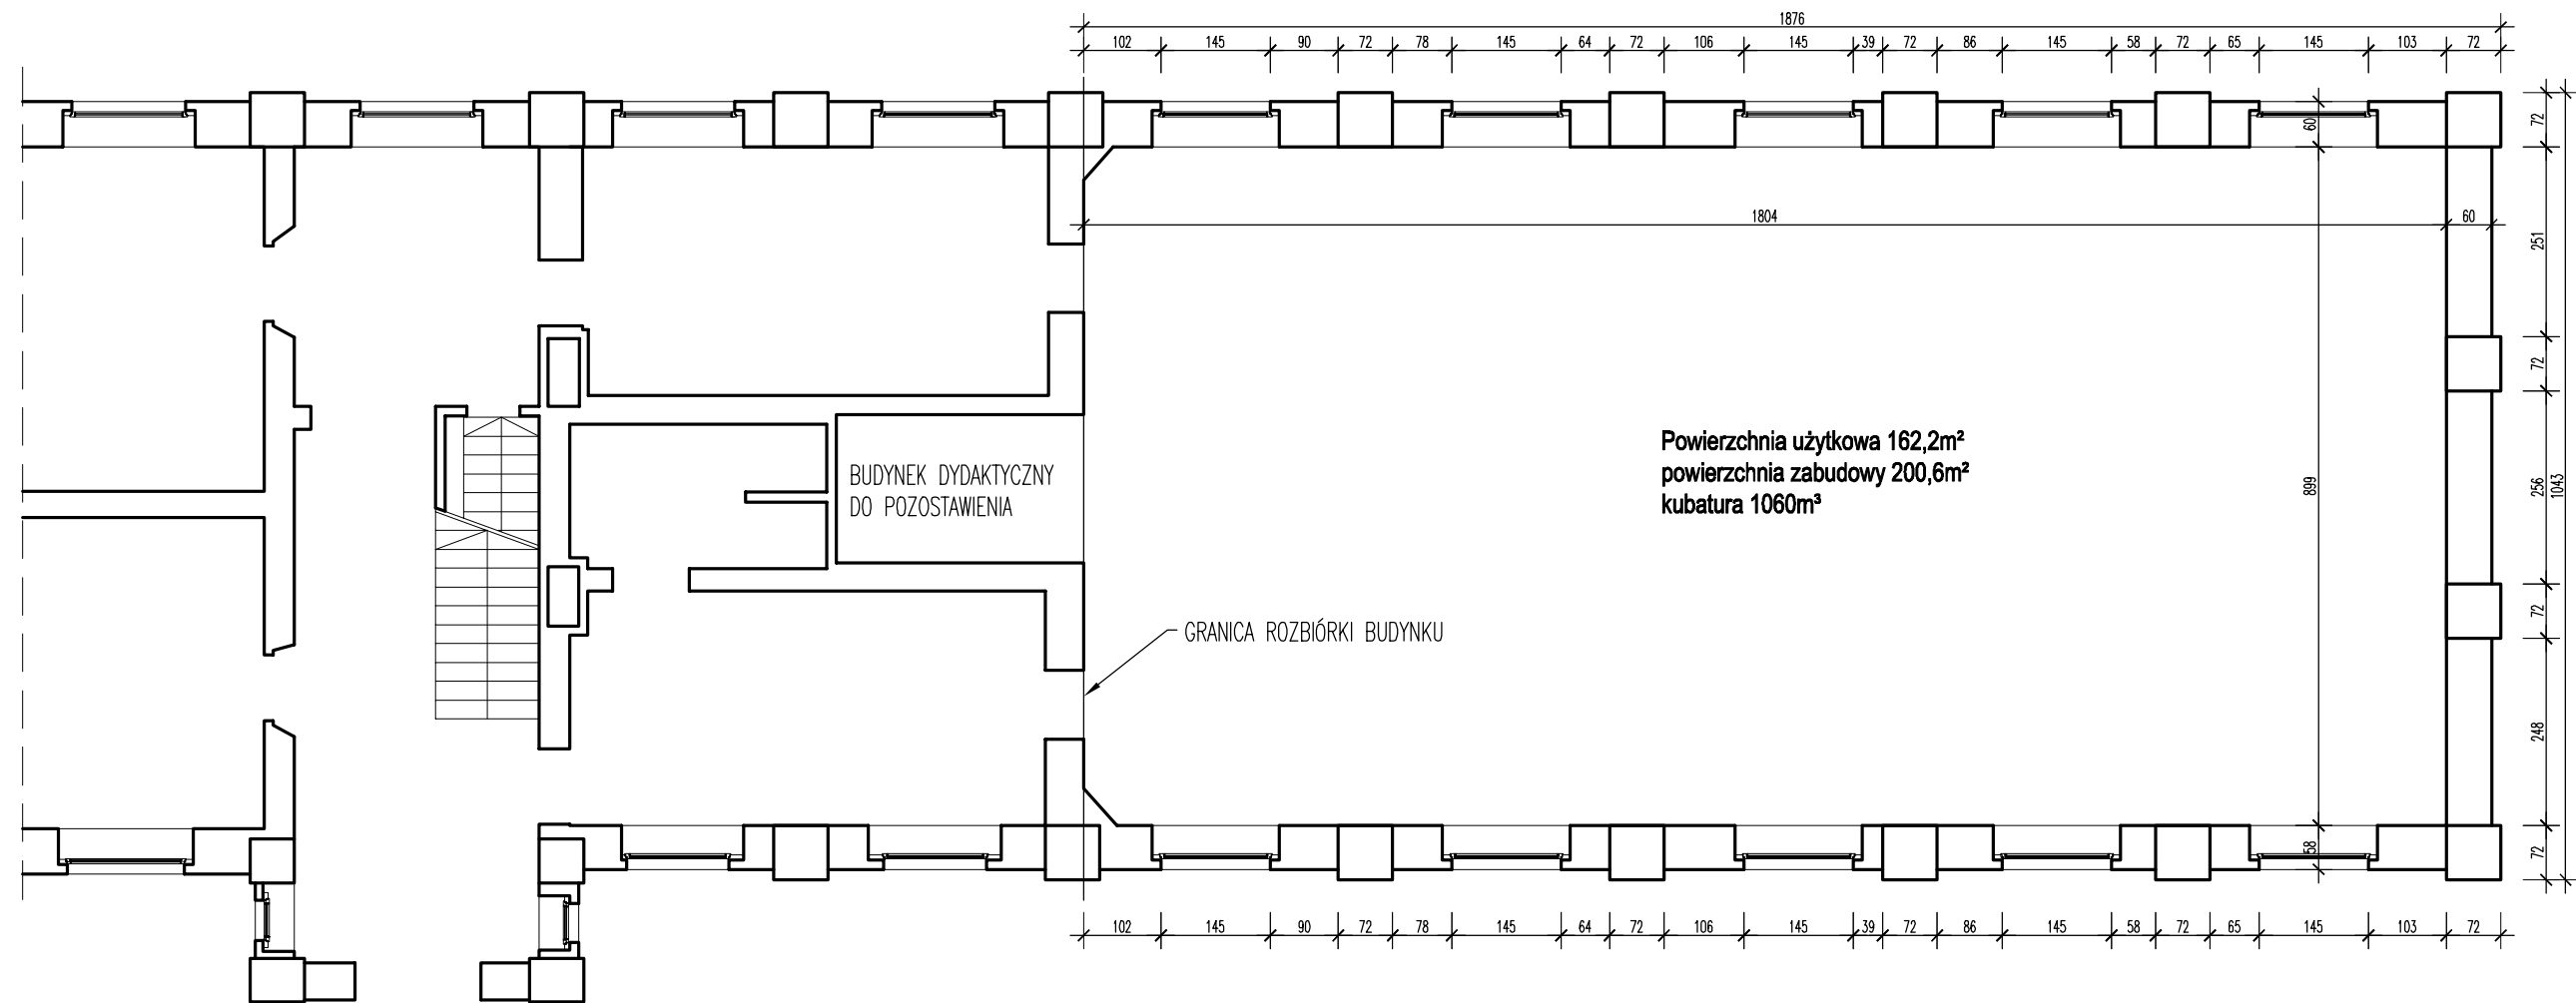 1876
102 145 90 72 78 145 64 72 106 145 39 72 86 145 58 72 65 145 103 72
60
72
1804
60
251
72
Powierzchnia użytkowa 162,2m²
powierzchnia zabudowy 200,6m²
kubatura 1060m³
BUDYNEK DYDAKTYCZNY
DO POZOSTAWIENIA
899
256
1043
72
GRANICA ROZBIÓRKI BUDYNKU
248
58
72
102 145 90 72 78 145 64 72 106 145 39 72 86 145 58 72 65 145 103 72